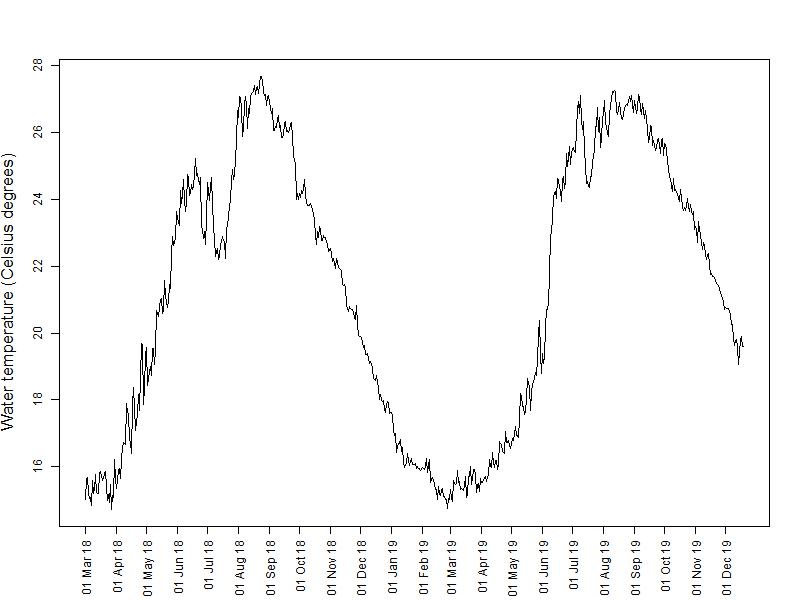 Water temperature (Celsius degrees)
28
26
24
22
20
18
16
01 Mar 18
01 Apr 18
01 May 18
01 Jun 18
01 Jul 18
01 Aug 18
01 Sep 18
01 Oct 18
01 Nov 18
01 Dec 18
01 Jan 19
01 Feb 19
01 Mar 19
01 Apr 19
01 May 19
01 Jun 19
01 Jul 19
01 Aug 19
01 Sep 19
01 Oct 19
01 Nov 19
01 Dec 19